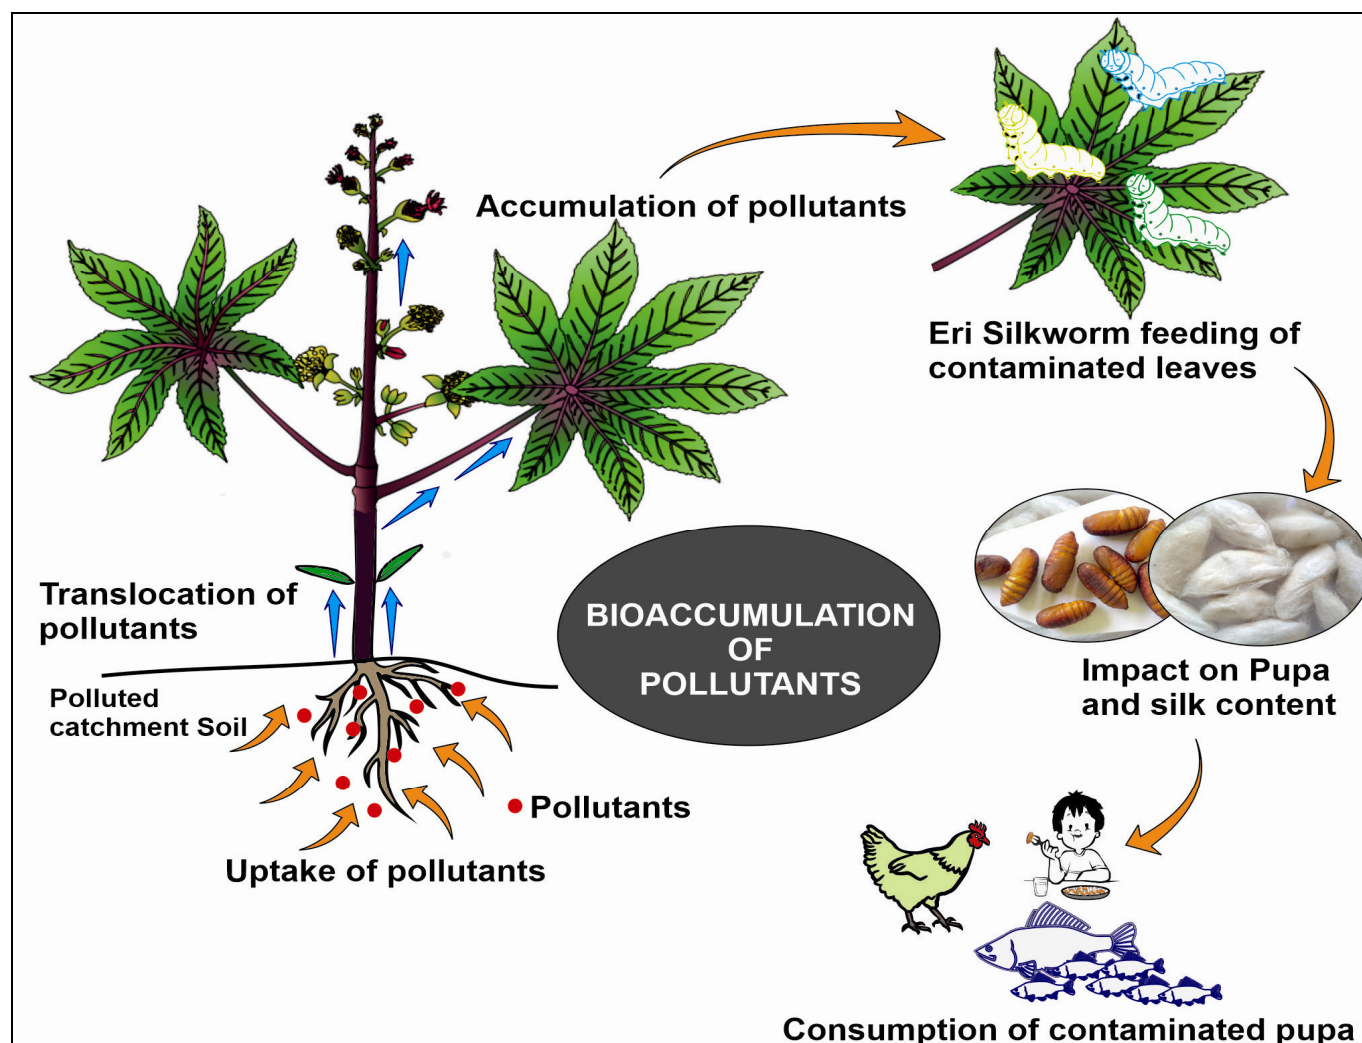 Accumulation of pollutants
Eri Silkworm feeding of
contaminated leaves
Translocation of
pollutants
BIOACCUMULATION
OF
POLLUTANTS
Impact on Pupa
and silk content
Polluted
catchment Soil
Pollutants
Uptake of pollutants
Consumption of contaminated pupa